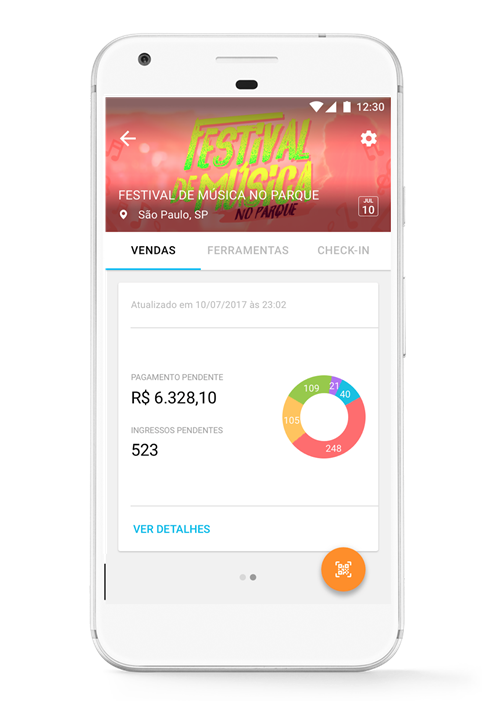 12:30
FESTIVAL
DE MÚSICA
NO PARQUE
FESTIVAL DE MÚSICA NO PARQUE
São Paulo, SP
JUL
10
VENDAS FERRAMENTAS CHECK-IN
Atualizado em 10/07/2017 às 23:02
PAGAMENTO PENDENTE
R$ 6.328,10
INGRESSOS PENDENTES
523
109
21
40
105
248
VER DETALHES